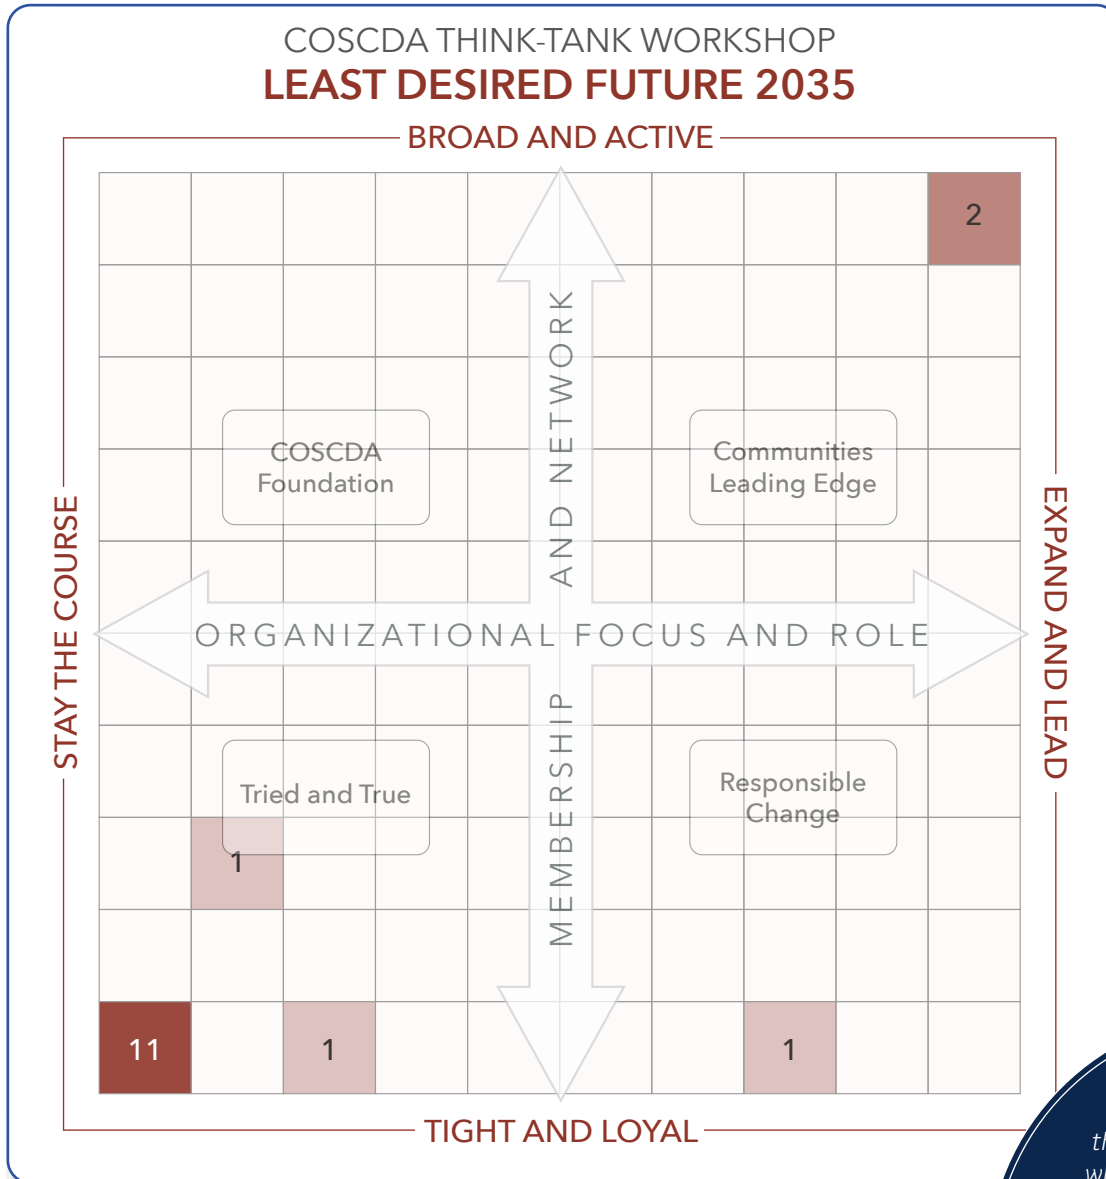 COSCDA THINK-TANK WORKSHOP
LEAST DESIRED FUTURE 2035
BROAD AND ACTIVE
2
AND NETWORK
COSCDA
Foundation
Communities
Leading Edge
STAY THE COURSE
EXPAND AND LEAD
ORGANIZATIONAL FOCUS AND ROLE
MEMBERSHIP
Tried and True
Responsible
Change
1
11
1
1
TIGHT AND LOYAL